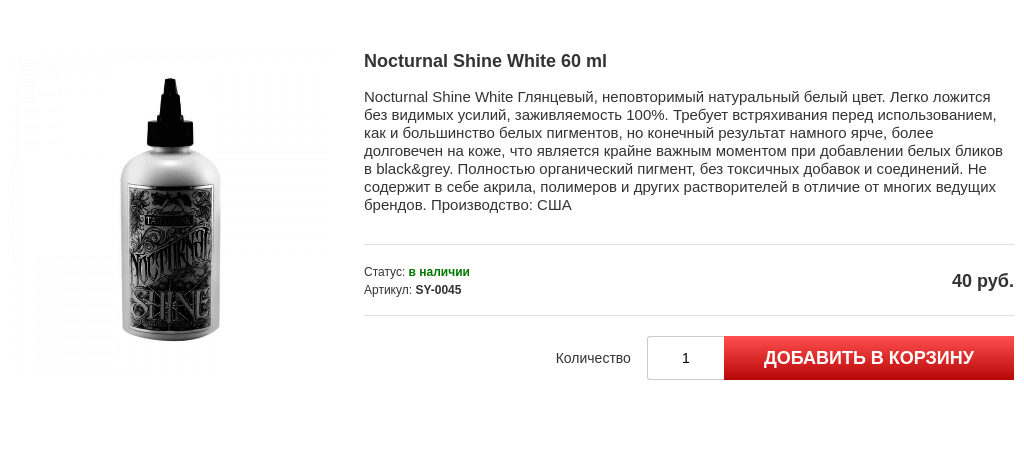 Nocturnal Shine White 60 ml
Nocturnal Shine White Глянцевый, неповторимый натуральный белый цвет. Легко ложится
без видимых усилий, заживляемость 100%. Требует встряхивания перед использованием,
как и большинство белых пигментов, но конечный результат намного ярче, более
долговечен на коже, что является крайне важным моментом при добавлении белых бликов
в black&grey. Полностью органический пигмент, без токсичных добавок и соединений. Не
содержит в себе акрила, полимеров и других растворителей в отличие от многих ведущих
брендов. Производство: США
TATTOO INK
NOCTURNAL
SHINE
Статус: в наличии
Артикул: SY-0045
40 руб.
Количество 1 ДОБАВИТЬ В КОРЗИНУ